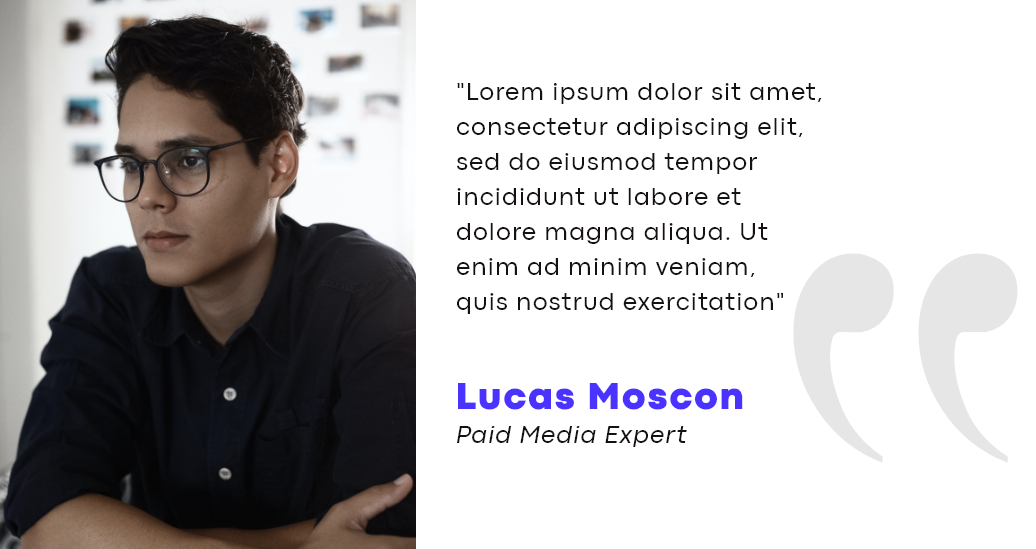 "Lorem ipsum dolor sit amet,
consectetur adipiscing elit,
sed do eiusmod tempor
incididunt ut labore et
dolore magna aliqua. Ut
enim ad minim veniam,
quis nostrud exercitation"
Lucas Moscon
Paid Media Expert